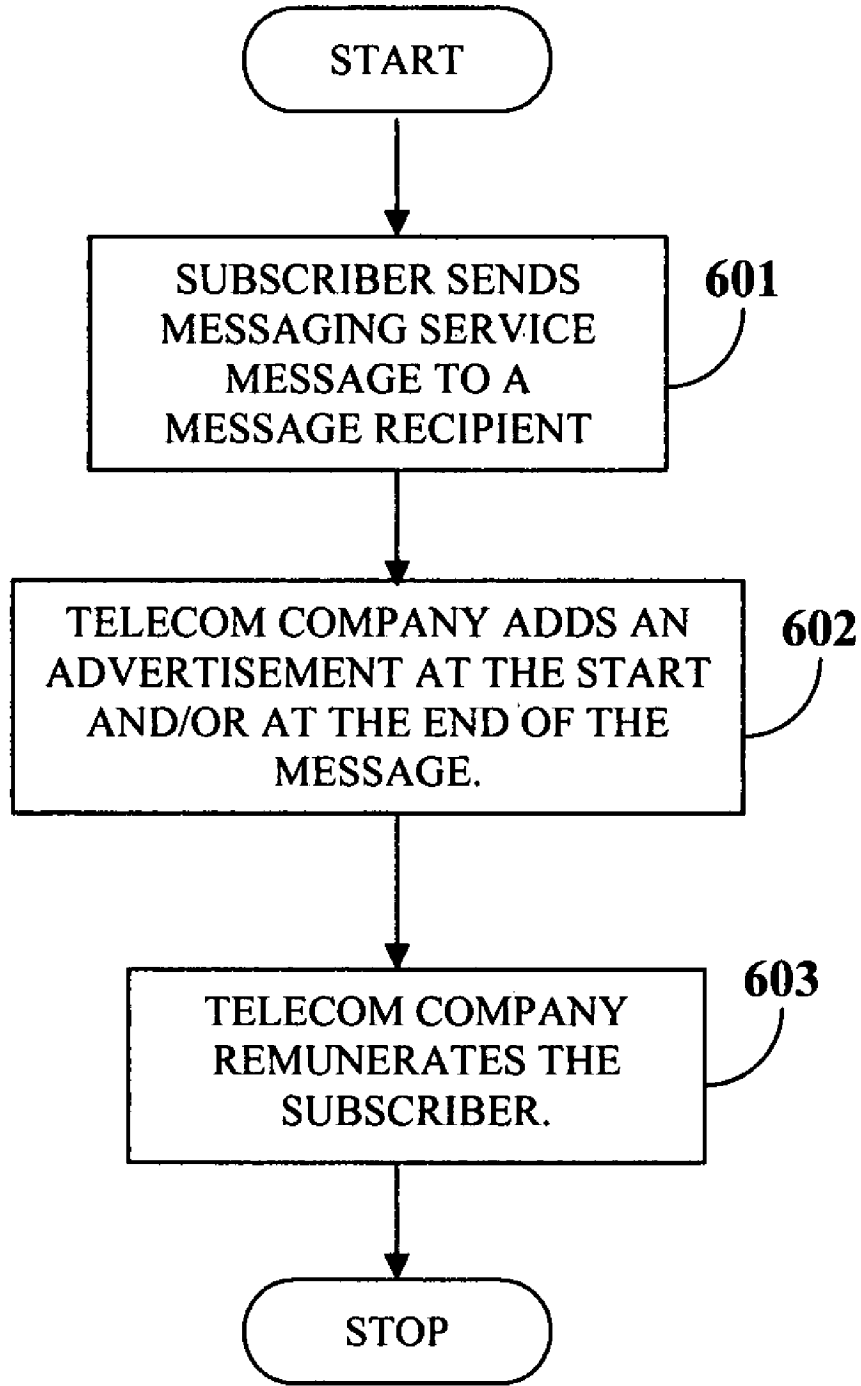 START
SUBSCRIBER SENDS
MESSAGING SERVICE
MESSAGE TO A
MESSAGE RECIPIENT
601
TELECOM COMPANY ADDS AN
ADVERTISEMENT AT THE START
AND/OR AT THE END OF THE
MESSAGE.
602
TELECOM COMPANY
REMUNERATES THE
SUBSCRIBER.
603
STOP